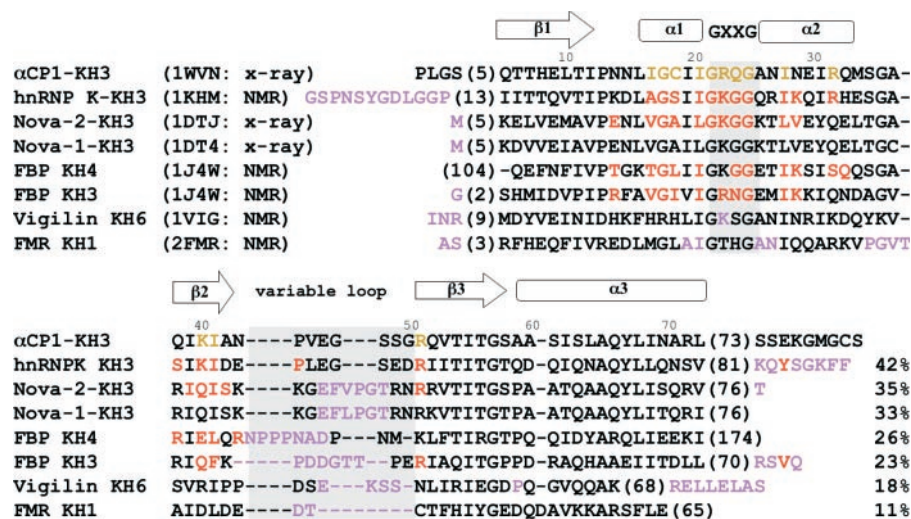 β1 α1 GXXG α2
10 20 30
αCP1-KH3 (1WVN: x-ray) PLGS (5) QTTHELTIPNNLIGCIIGRQGANINEIRQMSGA-
hnRNP K-KH3 (1KHM: NMR) GSPNSYGDLGGP (13) IITTQVTIPKDLAGSIIGKGGQRIKQIRHESGA-
Nova-2-KH3 (1DTJ: x-ray) M (5) KELVEMAVPENLVGAILGKGGKTLVEYQELTGA-
Nova-1-KH3 (1DT4: x-ray) M (5) KDVVEIAVPENLVGAILGKGGKTLVEYQELTGC-
FBP KH4 (1J4W: NMR) (104) -QEFNFIVPTGKTGLIIGKGGETIKSISQQSGA-
FBP KH3 (1J4W: NMR) G (2) SHMIDVPIPRFAVGIVIGRNGEMIKKIQNDAGV-
Vigilin KH6 (1VIG: NMR) INR (9) MDYVEINIDHKFHRHLIGKSGANINRIKDQYKV-
FMR KH1 (2FMR: NMR) AS (3) RFHEQFIVREDLMGLAIGTHGANIQQARKVPGVT
β2 variable loop β3 α3
40 50 60 70
αCP1-KH3 QIKIAN----PVEG---SSGRQVTITGSAA-SISLAQYLINARL (73) SSEKGMGCS
hnRNPK KH3 SIKIDE----PLEG---SEDRIITITGTQD-QIQNAQYLLQNSV (81) KQYSGKFF 42%
Nova-2-KH3 RIQISK----KGEFVPGTRNRRVTITGSPA-ATQAAQYLISQRV (76) T 35%
Nova-1-KH3 RIQISK----KGEFLPGTRNRKVTITGTPA-ATQAAQYLITQRI (76) 33%
FBP KH4 RIELQRNPPPNADP---NM-KLFTIRGTPQ-QIDYARQLIEEKI (174) 26%
FBP KH3 RIQFK-----PDDGTT--PERIAQITGPPD-RAQHAAEIITDLL (70) RSVQ 23%
Vigilin KH6 SVRIPP----DSE---KSS-NLIRIEGDPQ-GVQQAK (68) RELLELAS 18%
FMR KH1 AIDLDE----DT--------CTFHIYGEDQDAVKKARSFLE (65) 11%